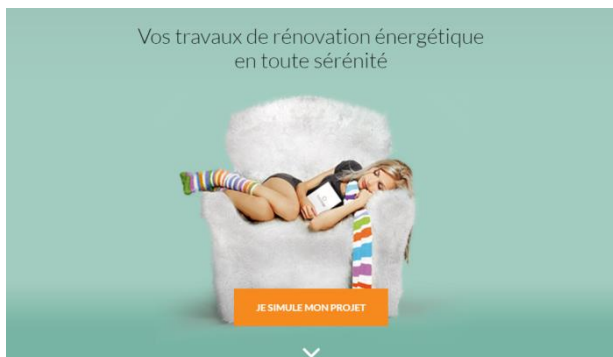 Vos travaux de rénovation énergétique
en toute sérénité
JE SIMULE MON PROJET